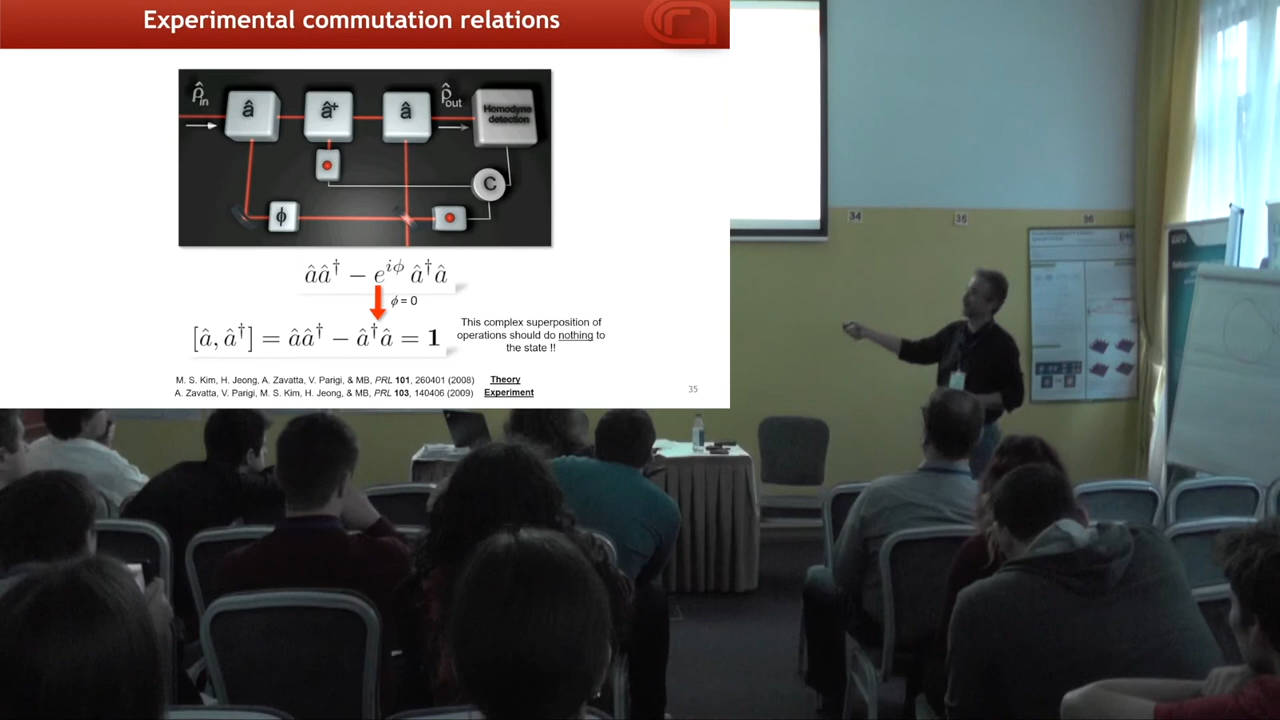 Experimental commutation relations
ρ̂in
â
â⁺
â
ρ̂out
Homodyne
detection
C
ϕ
ââ† − e^{iϕ} â†â
ϕ = 0
[â, â†] = ââ† − â†â = 1
This complex superposition of
operations should do nothing to
the state !!
M. S. Kim, H. Jeong, A. Zavatta, V. Parigi, & MB, PRL 101, 260401 (2008) Theory
A. Zavatta, V. Parigi, M. S. Kim, H. Jeong, & MB, PRL 103, 140406 (2009) Experiment
35
34
35
36